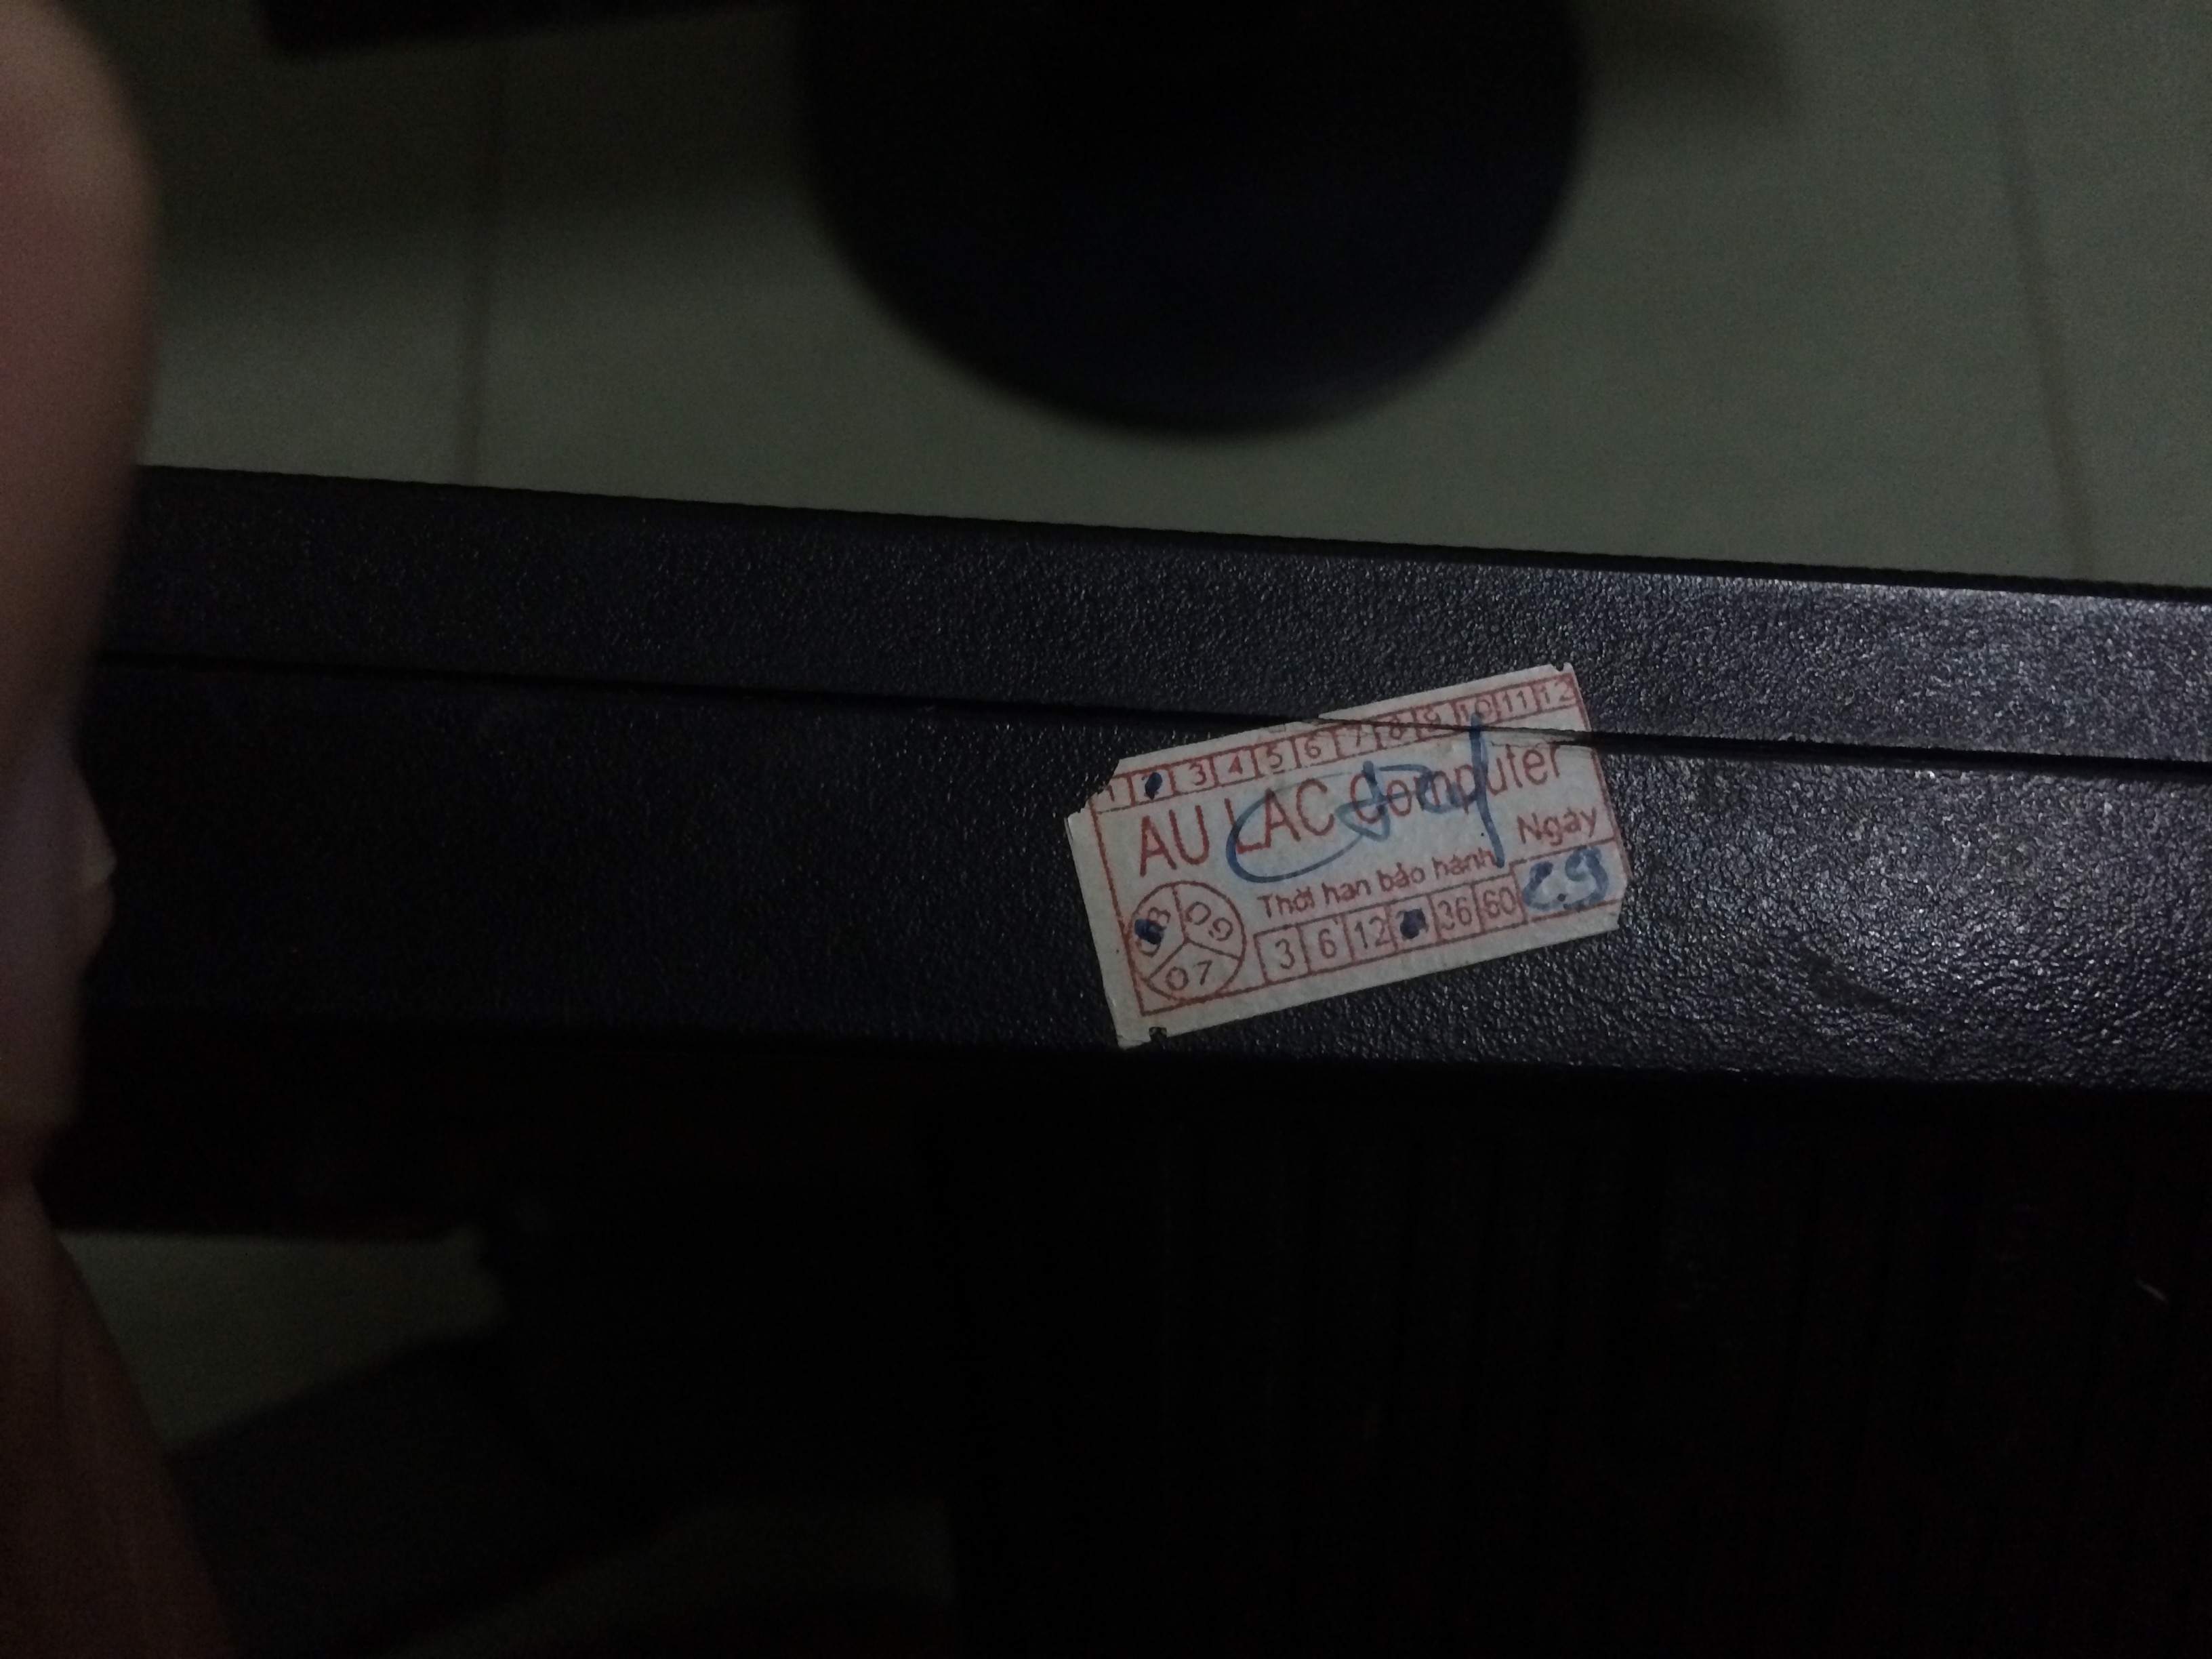 1 3 4 5 6 7 8 9 10 11 12
AU LAC Computer
Ngày
Thời hạn bảo hành
08 09
07
3 6 12 24 36 60